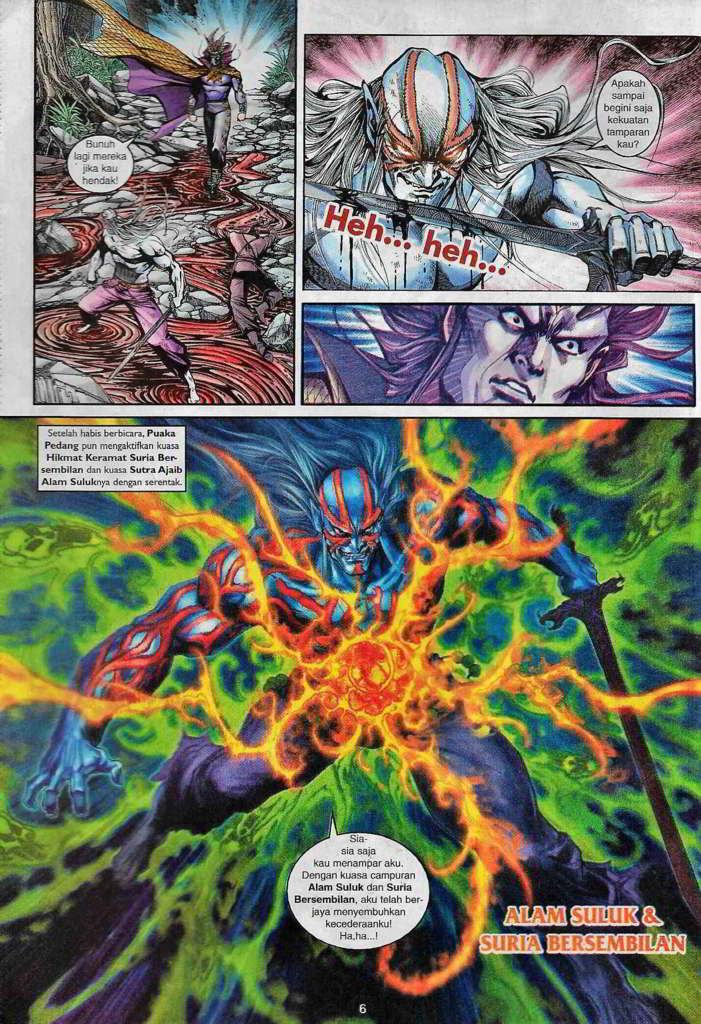 Bunuh
lagi mereka
jika kau
hendak!
Apakah
sampai
begini saja
kekuatan
tamparan
kau?
Heh... heh...
Setelah habis berbicara, Puaka
Pedang pun mengaktifkan kuasa
Hikmat Keramat Suria Ber-
sembilan dan kuasa Sutra Ajaib
Alam Suluknya dengan serentak.
Sia-
sia saja
kau menampar aku.
Dengan kuasa campuran
Alam Suluk dan Suria
Bersembilan, aku telah ber-
jaya menyembuhkan
kecederaanku!
Ha,ha...!
ALAM SULUK &
SURIA BERSEMBILAN
6